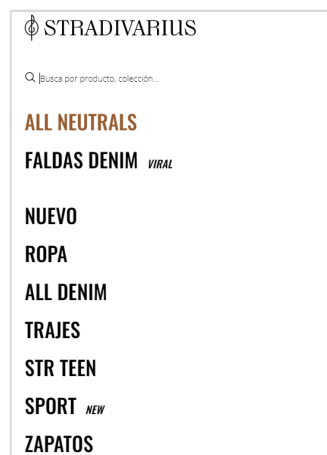 STRADIVARIUS
Busca por producto, colección...
ALL NEUTRALS
FALDAS DENIM VIRAL
NUEVO
ROPA
ALL DENIM
TRAJES
STR TEEN
SPORT NEW
ZAPATOS